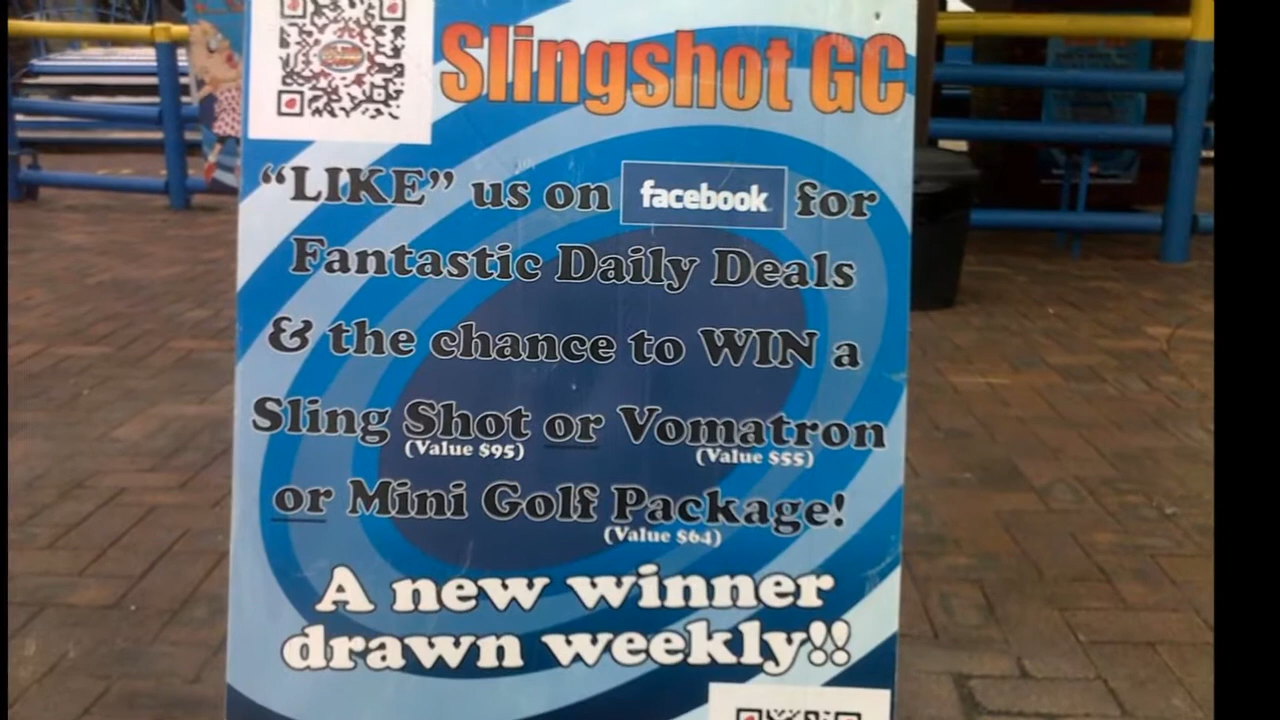 Slingshot GC
“LIKE” us on facebook for
Fantastic Daily Deals
& the chance to WIN a
Sling Shot or Vomatron
(Value $95) (Value $55)
or Mini Golf Package!
(Value $64)
A new winner
drawn weekly!!